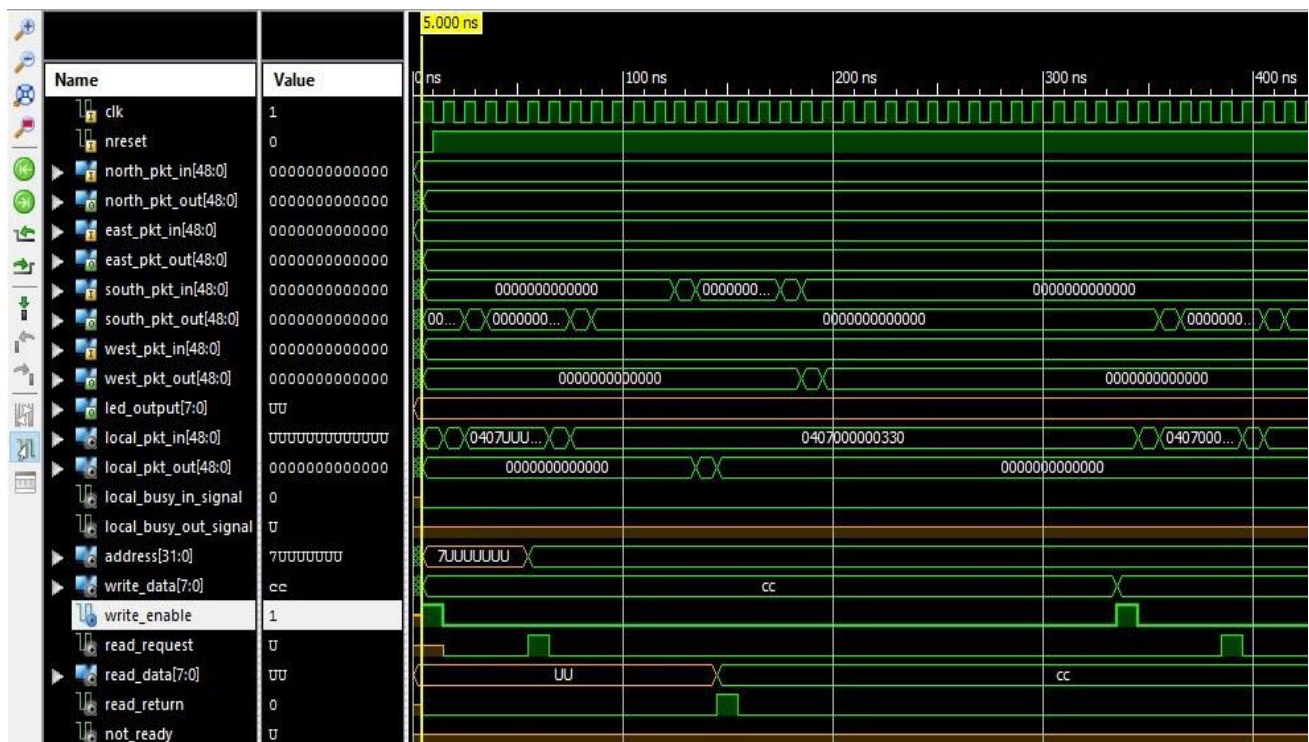 5.000 ns
Name Value 0 ns 100 ns 200 ns 300 ns 400 ns
clk 1
nreset 0
north_pkt_in[48:0] 0000000000000
north_pkt_out[48:0] 0000000000000
east_pkt_in[48:0] 0000000000000
east_pkt_out[48:0] 0000000000000
south_pkt_in[48:0] 0000000000000 0000000000000 0000000... 0000000000000
south_pkt_out[48:0] 0000000000000 00... 0000000... 0000000000000 0000000...
west_pkt_in[48:0] 0000000000000
west_pkt_out[48:0] 0000000000000 0000000000000 0000000000000
led_output[7:0] UU
local_pkt_in[48:0] UUUUUUUUUUUUU 0407UUU... 0407000000330 0407000...
local_pkt_out[48:0] 0000000000000 0000000000000 0000000000000
local_busy_in_signal 0
local_busy_out_signal U
address[31:0] 7UUUUUUU 7UUUUUUU
write_data[7:0] cc cc
write_enable 1
read_request U
read_data[7:0] UU UU cc
read_return 0
not_ready U